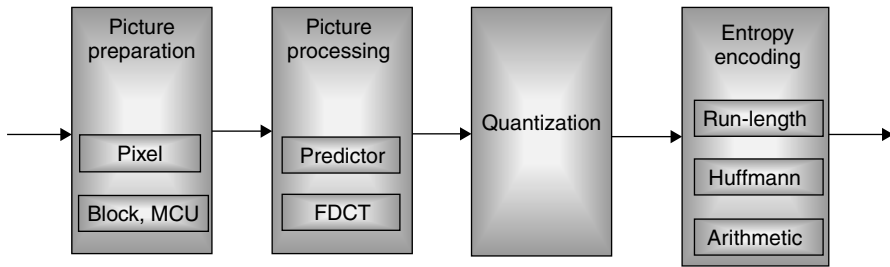 Picture
preparation
Pixel
Block, MCU
Picture
processing
Predictor
FDCT
Quantization
Entropy
encoding
Run-length
Huffmann
Arithmetic